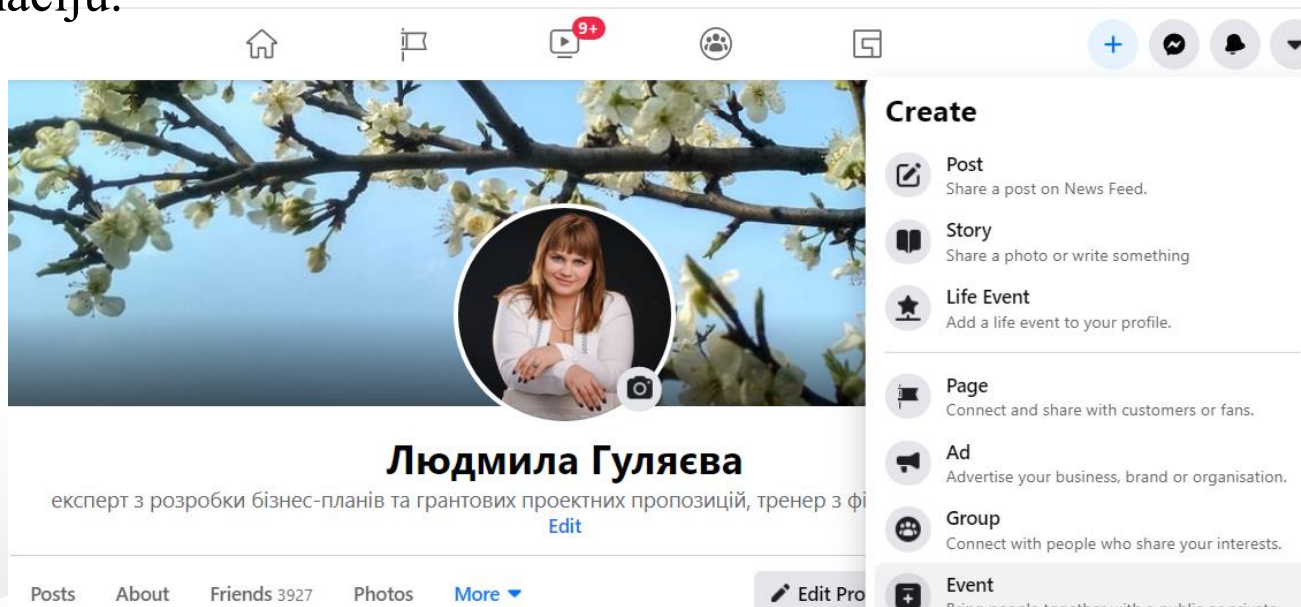 9+
Create
Post
Share a post on News Feed.
Story
Share a photo or write something
Life Event
Add a life event to your profile.
Page
Connect and share with customers or fans.
Ad
Advertise your business, brand or organisation.
Group
Connect with people who share your interests.
Event
Людмила Гуляєва
експерт з розробки бізнес-планів та грантових проектних пропозицій, тренер з
Edit
Posts About Friends 3927 Photos More
Edit